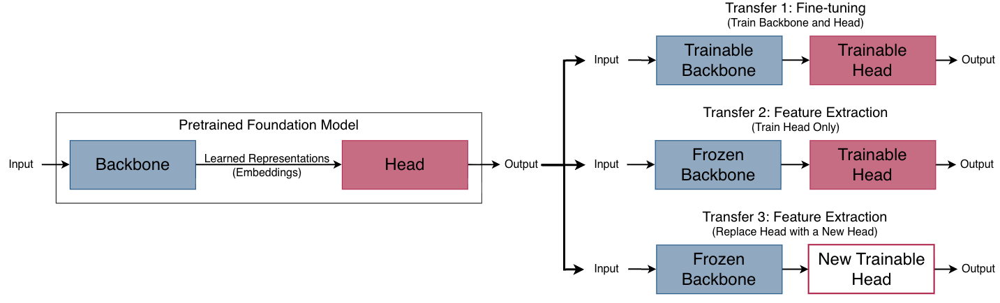 Pretrained Foundation Model
Input
Backbone
Learned Representations
(Embeddings)
Head
Output
Transfer 1: Fine-tuning
(Train Backbone and Head)
Input
Trainable
Backbone
Trainable
Head
Output
Transfer 2: Feature Extraction
(Train Head Only)
Input
Frozen
Backbone
Trainable
Head
Output
Transfer 3: Feature Extraction
(Replace Head with a New Head)
Input
Frozen
Backbone
New Trainable
Head
Output